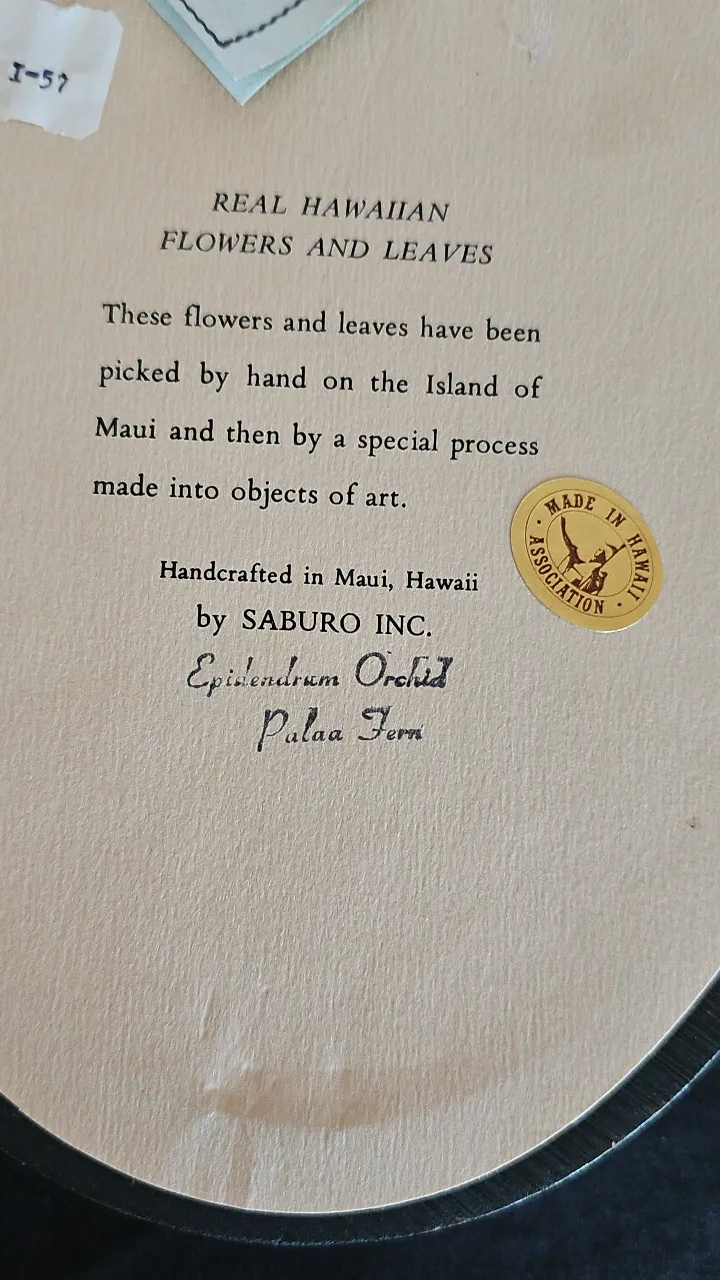 I-57
REAL HAWAIIAN
FLOWERS AND LEAVES
These flowers and leaves have been
picked by hand on the Island of
Maui and then by a special process
made into objects of art.
MADE IN HAWAII
ASSOCIATION
Handcrafted in Maui, Hawaii
by SABURO INC.
Epidendrum Orchid
Palaa Fern